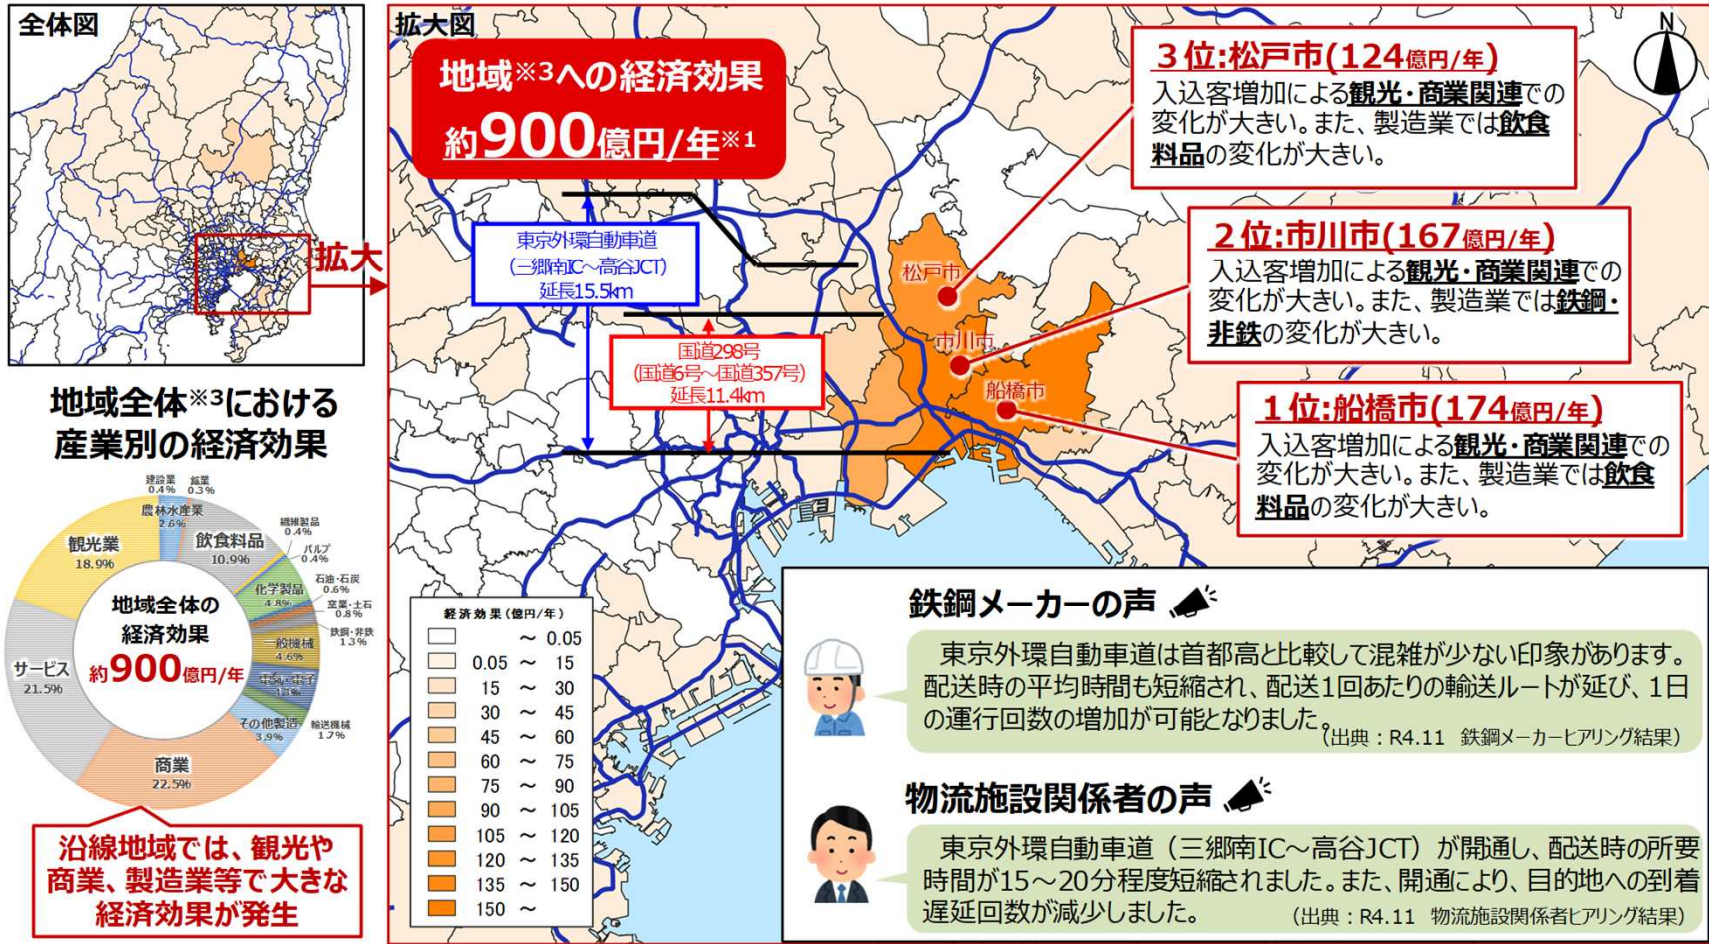 全体図
拡大
地域全体※3における
産業別の経済効果
建設業
0.4%
鉱業
0.3%
農林水産業
2.6%
飲食料品
10.9%
繊維製品
0.4%
パルプ
0.4%
化学製品
4.8%
石油・石炭
0.6%
窯業・土石
0.8%
鉄鋼・非鉄
1.3%
一般機械
4.6%
電気・電子
輸送機械
1.7%
その他製造
3.9%
商業
22.5%
サービス
21.5%
観光業
18.9%
地域全体の
経済効果
約900億円/年
沿線地域では、観光や
商業、製造業等で大きな
経済効果が発生
拡大図
地域※3への経済効果
約900億円/年※1
東京外環自動車道
(三郷南IC~高谷JCT)
延長15.5km
国道298号
(国道6号~国道357号)
延長11.4km
松戸市
市川市
船橋市
N
3位:松戸市(124億円/年)
入込客増加による観光・商業関連での
変化が大きい。また、製造業では飲食
料品の変化が大きい。
2位:市川市(167億円/年)
入込客増加による観光・商業関連での
変化が大きい。また、製造業では鉄鋼・
非鉄の変化が大きい。
1位:船橋市(174億円/年)
入込客増加による観光・商業関連での
変化が大きい。また、製造業では飲食
料品の変化が大きい。
経済効果(億円/年)
~ 0.05
0.05 ~ 15
15 ~ 30
30 ~ 45
45 ~ 60
60 ~ 75
75 ~ 90
90 ~ 105
105 ~ 120
120 ~ 135
135 ~ 150
150 ~
鉄鋼メーカーの声
東京外環自動車道は首都高と比較して混雑が少ない印象があります。
配送時の平均時間も短縮され、配送1回あたりの輸送ルートが延び、1日
の運行回数の増加が可能となりました。
(出典:R4.11 鉄鋼メーカーヒアリング結果)
物流施設関係者の声
東京外環自動車道(三郷南IC~高谷JCT)が開通し、配送時の所要
時間が15~20分程度短縮されました。また、開通により、目的地への到着
遅延回数が減少しました。
(出典:R4.11 物流施設関係者ヒアリング結果)